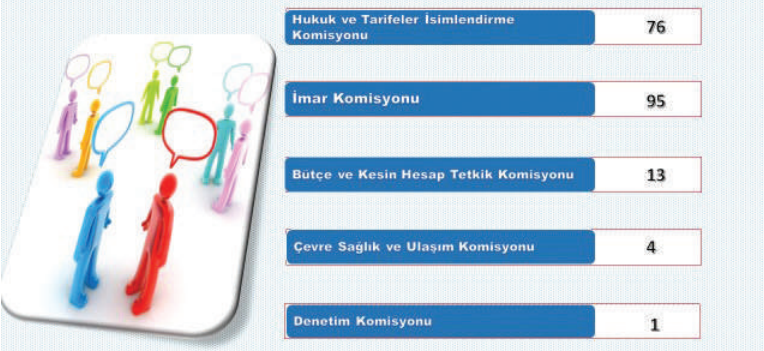 Hukuk ve Tarifeler İsimlendirme
Komisyonu
76
İmar Komisyonu
95
Bütçe ve Kesin Hesap Tetkik Komisyonu
13
Çevre Sağlık ve Ulaşım Komisyonu
4
Denetim Komisyonu
1